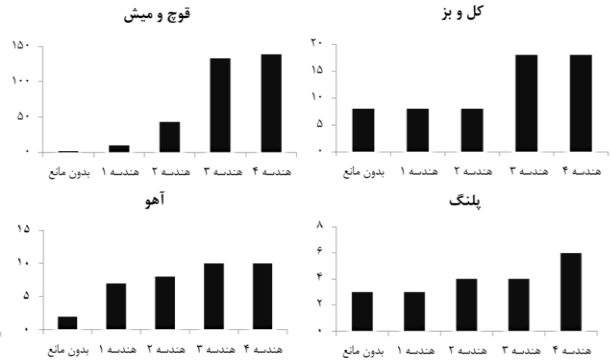 قوچ و میش
۱۵۰
۱۰۰
۵۰
۰
بدون مانع هندسه ۱ هندسه ۲ هندسه ۳ هندسه ۴
کل و بز
۲۰
۱۵
۱۰
۵
۰
بدون مانع هندسه ۱ هندسه ۲ هندسه ۳ هندسه ۴
آهو
۱۵
۱۰
۵
۰
بدون مانع هندسه ۱ هندسه ۲ هندسه ۳ هندسه ۴
پلنگ
۸
۶
۴
۲
۰
بدون مانع هندسه ۱ هندسه ۲ هندسه ۳ هندسه ۴